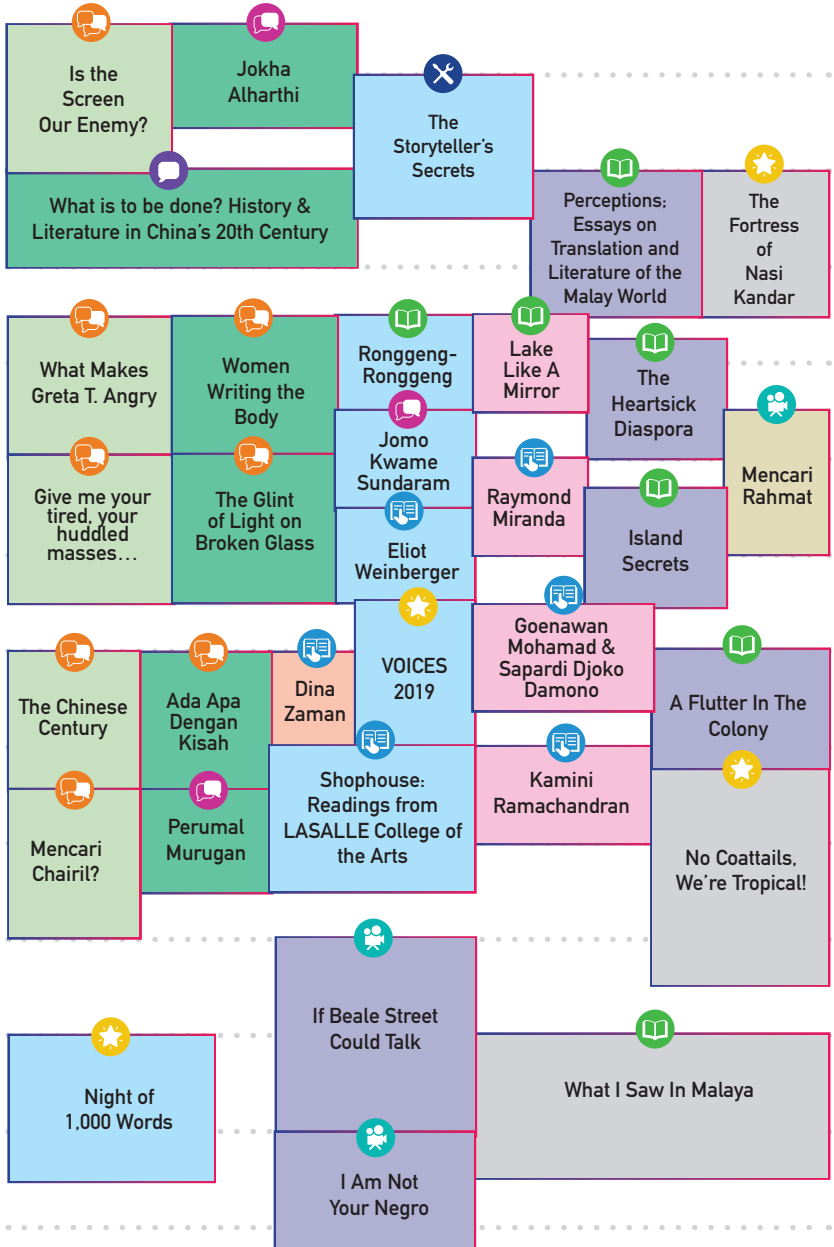 Is the
Screen
Our Enemy?
Jokha
Alharthi
The
Storyteller's
Secrets
What is to be done? History &
Literature in China's 20th Century
Perceptions;
Essays on
Translation and
Literature of the
Malay World
The
Fortress
of
Nasi
Kandar
What Makes
Greta T. Angry
Women
Writing the
Body
Ronggeng-
Ronggeng
Lake
Like A
Mirror
The
Heartsick
Diaspora
Jomo
Kwame
Sundaram
Mencari
Rahmat
Give me your
tired, your
huddled
masses…
The Glint
of Light on
Broken Glass
Raymond
Miranda
Eliot
Weinberger
Island
Secrets
The Chinese
Century
Ada Apa
Dengan
Kisah
Dina
Zaman
VOICES
2019
Goenawan
Mohamad &
Sapardi Djoko
Damono
A Flutter In The
Colony
Mencari
Chairil?
Perumal
Murugan
Shophouse:
Readings from
LASALLE College of
the Arts
Kamini
Ramachandran
No Coattails,
We're Tropical!
If Beale Street
Could Talk
Night of
1,000 Words
What I Saw In Malaya
I Am Not
Your Negro